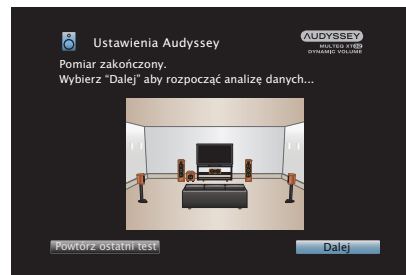 Ustawienia Audyssey
AUDYSSEY
MULTEQ XT32
DYNAMIC VOLUME
Pomiar zakończony.
Wybierz “Dalej” aby rozpocząć analizę danych...
Powtórz ostatni test
Dalej